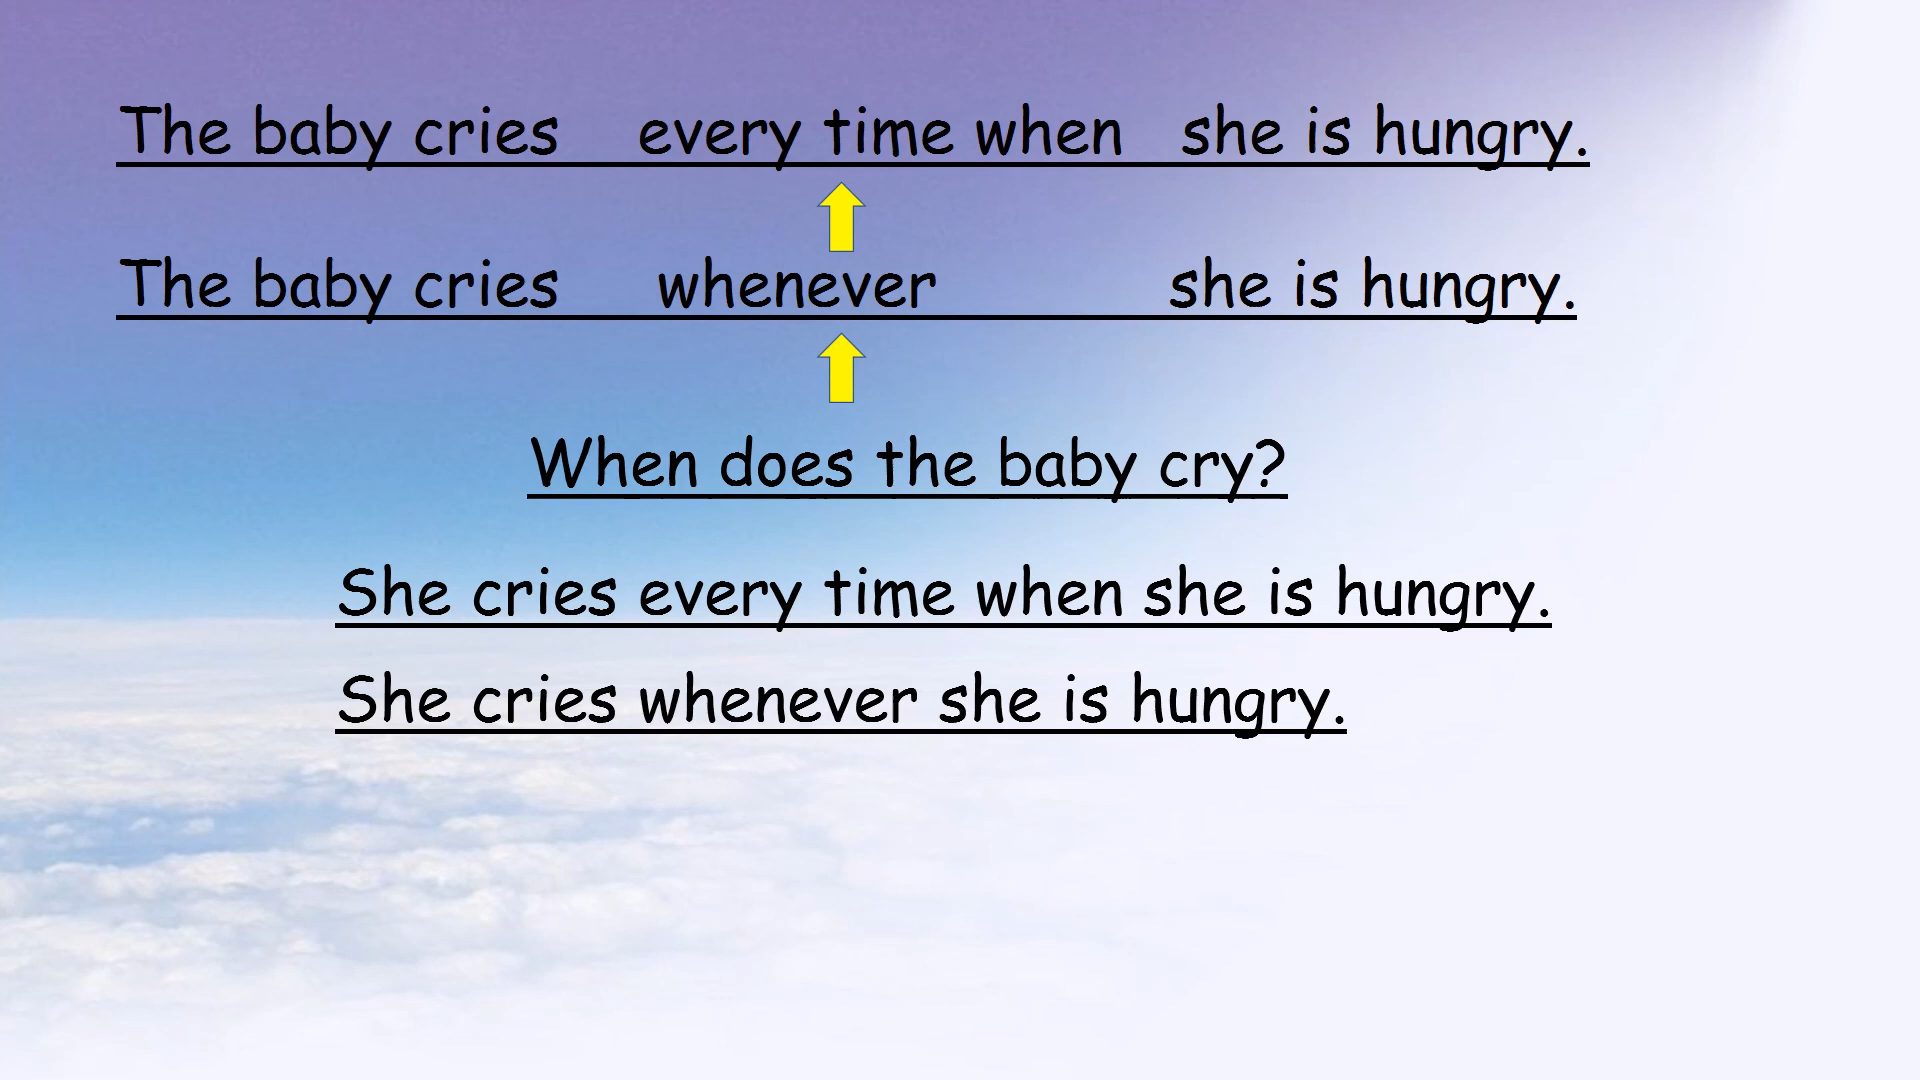 The baby cries every time when she is hungry.
The baby cries whenever she is hungry.
When does the baby cry?
She cries every time when she is hungry.
She cries whenever she is hungry.